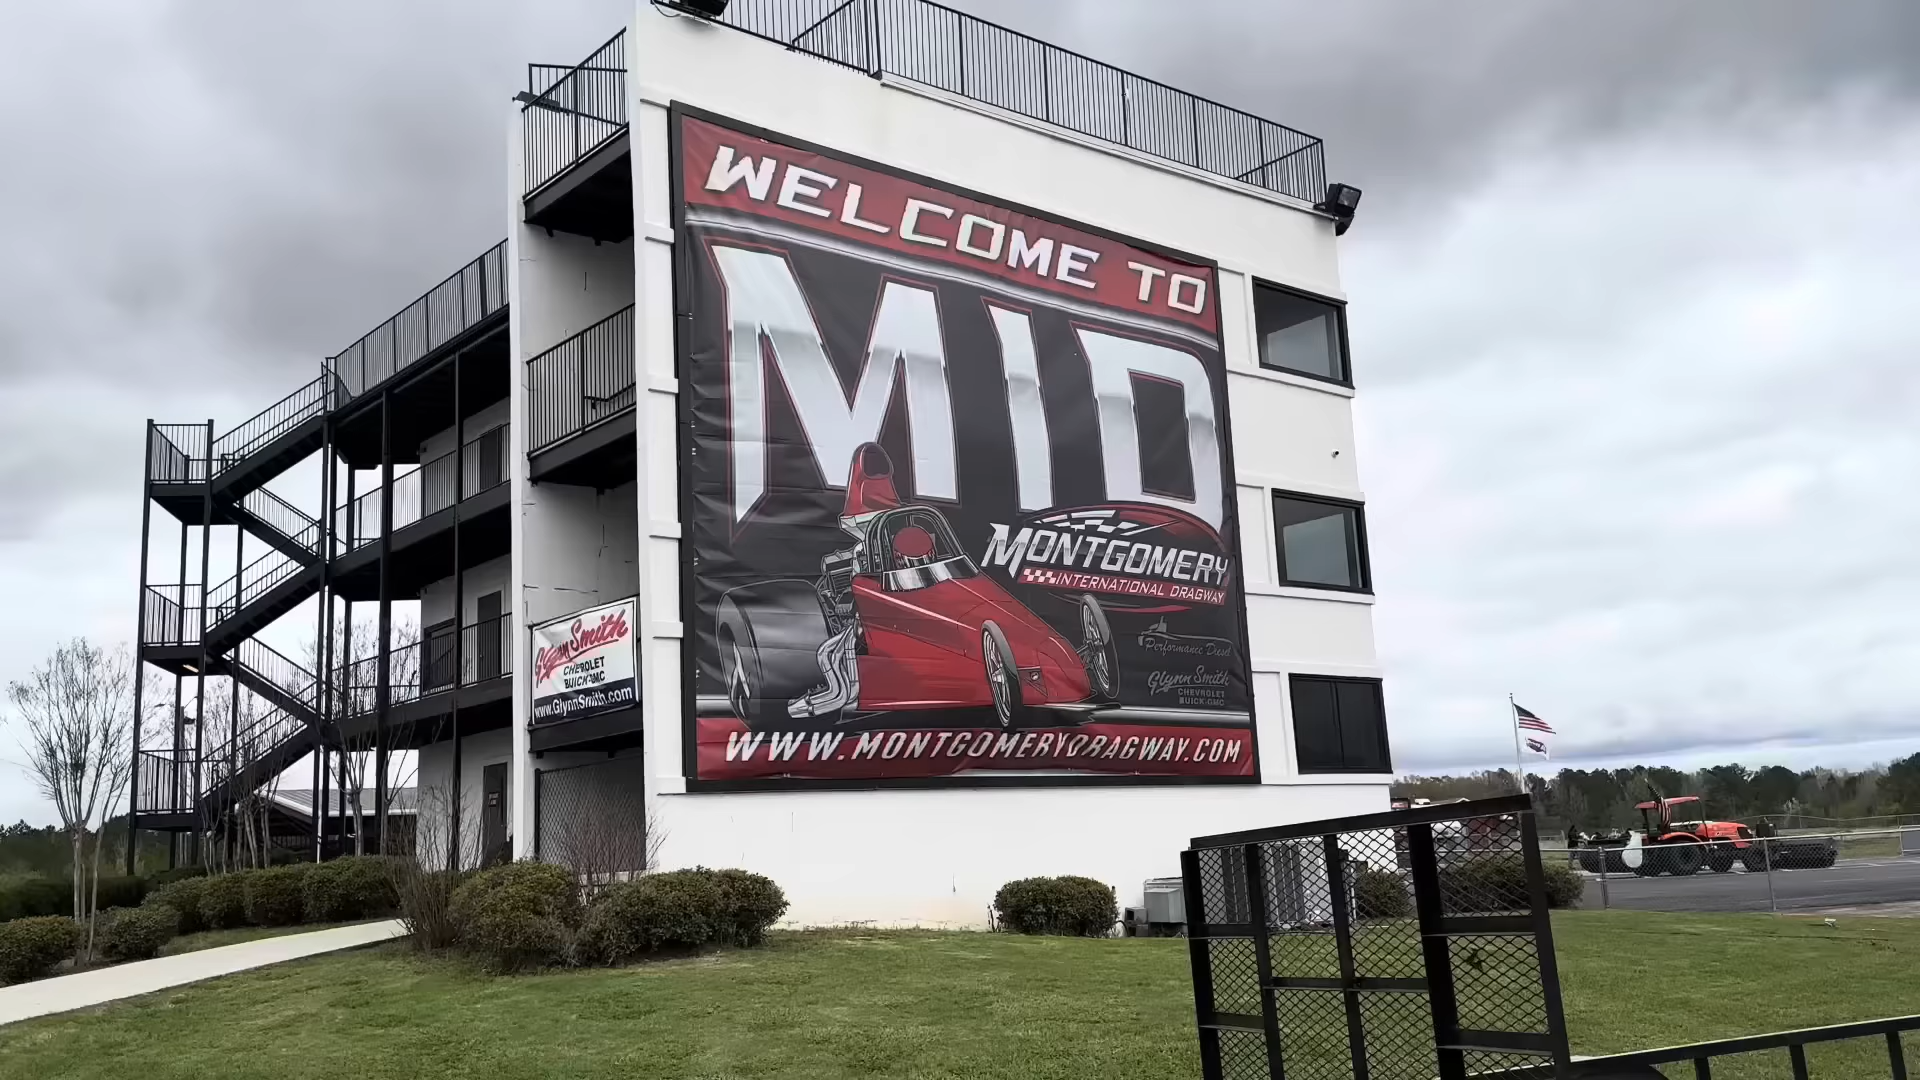 WELCOME TO
MID
MONTGOMERY
INTERNATIONAL DRAGWAY
Performance Diesel
Glynn Smith
CHEVROLET
BUICK-GMC
WWW.MONTGOMERYDRAGWAY.COM
Glynn Smith
CHEVROLET
BUICK-GMC
www.GlynnSmith.com